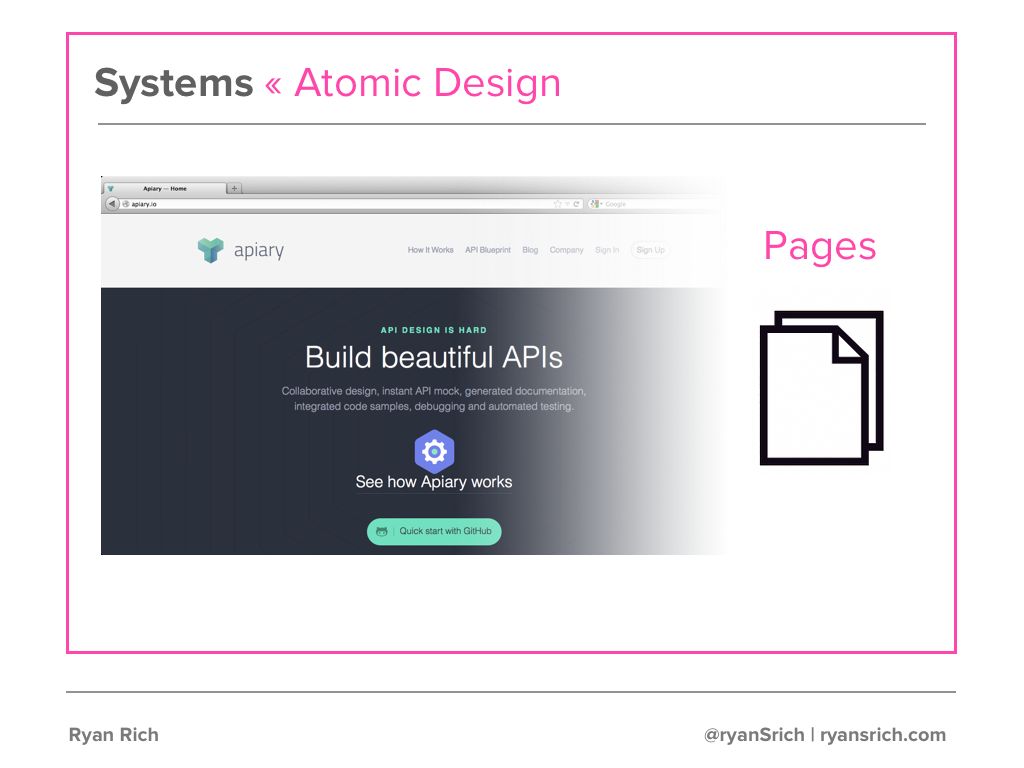 Systems « Atomic Design
Apiary — Home
apiary.io
Google
apiary
How It Works API Blueprint Blog Company Sign In Sign Up
Pages
API DESIGN IS HARD
Build beautiful APIs
Collaborative design, instant API mock, generated documentation,
integrated code samples, debugging and automated testing.
See how Apiary works
Quick start with GitHub
Ryan Rich
@ryanSrich | ryansrich.com